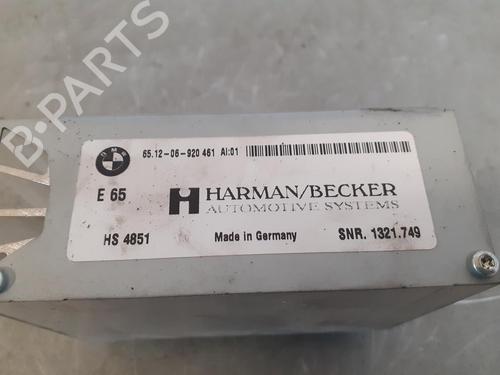 B-PARTS
BMW
65.12-06-920 461 AI:01
E 65
HARMAN/BECKER
AUTOMOTIVE SYSTEMS
HS 4851
Made in Germany
SNR. 1321.749